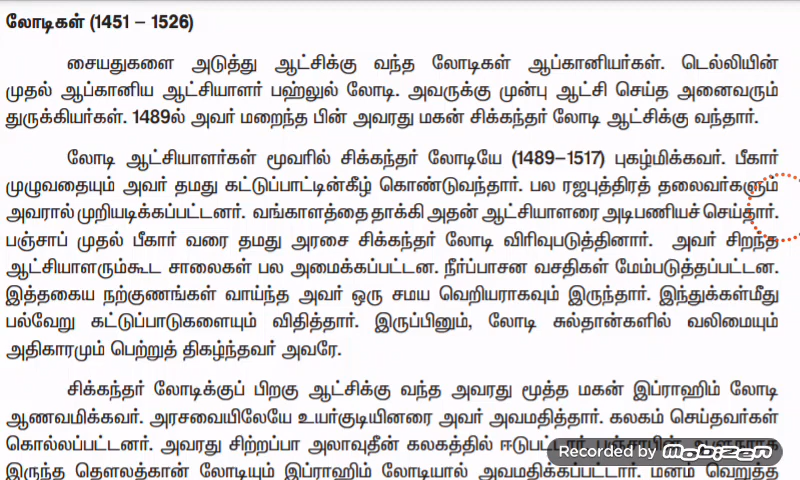 லோடிகள் (1451 – 1526)
சையதுகளை அடுத்து ஆட்சிக்கு வந்த லோடிகள் ஆப்கானியர்கள். டெல்லியின்
முதல் ஆப்கானிய ஆட்சியாளர் பஹ்லுல் லோடி. அவருக்கு முன்பு ஆட்சி செய்த அனைவரும்
துருக்கியர்கள். 1489ல் அவர் மறைந்த பின் அவரது மகன் சிக்கந்தர் லோடி ஆட்சிக்கு வந்தார்.
லோடி ஆட்சியாளர்கள் மூவரில் சிக்கந்தர் லோடியே (1489–1517) புகழ்மிக்கவர். பீகார்
முழுவதையும் அவர் தமது கட்டுப்பாட்டின்கீழ் கொண்டுவந்தார். பல ரஜபுத்திரத் தலைவர்களும்
அவரால் முறியடிக்கப்பட்டனர். வங்காளத்தை தாக்கி அதன் ஆட்சியாளரை அடிபணியச் செய்தார்.
பஞ்சாப் முதல் பீகார் வரை தமது அரசை சிக்கந்தர் லோடி விரிவுபடுத்தினார். அவர் சிறந்த
ஆட்சியாளரும்கூட சாலைகள் பல அமைக்கப்பட்டன. நீர்ப்பாசன வசதிகள் மேம்படுத்தப்பட்டன.
இத்தகைய நற்குணங்கள் வாய்ந்த அவர் ஒரு சமய வெறியராகவும் இருந்தார். இந்துக்கள்மீது
பல்வேறு கட்டுப்பாடுகளையும் விதித்தார். இருப்பினும், லோடி சுல்தான்களில் வலிமையும்
அதிகாரமும் பெற்றுத் திகழ்ந்தவர் அவரே.
சிக்கந்தர் லோடிக்குப் பிறகு ஆட்சிக்கு வந்த அவரது மூத்த மகன் இப்ராஹிம் லோடி
ஆணவமிக்கவர். அரசவையிலேயே உயர்குடியினரை அவர் அவமதித்தார். கலகம் செய்தவர்கள்
கொல்லப்பட்டனர். அவரது சிற்றப்பா அலாவுதீன் கலகத்தில் ஈடுபட்டார். பஞ்சாபின் ஆளுநராக
இருந்த தௌலத்கான் லோடியும் இப்ராஹிம் லோடியால் அவமதிக்கப்பட்டார். மனம் வெறுத்த
Recorded by mobizen